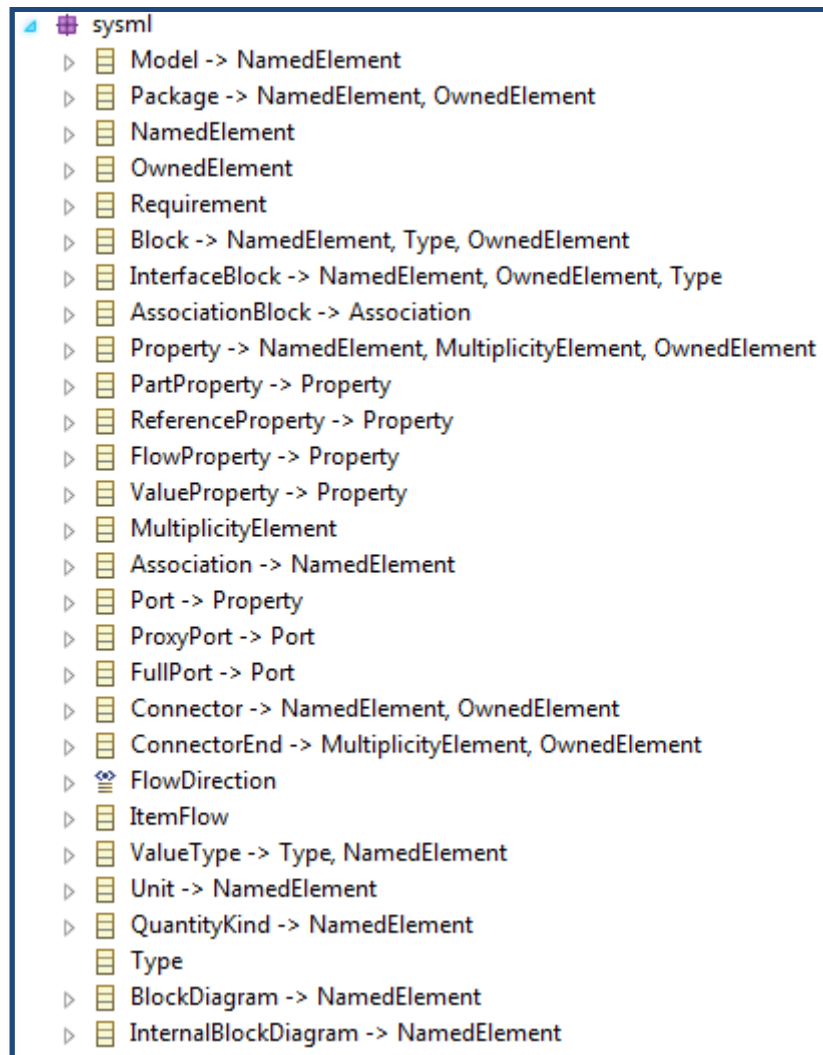 sysml
Model -> NamedElement
Package -> NamedElement, OwnedElement
NamedElement
OwnedElement
Requirement
Block -> NamedElement, Type, OwnedElement
InterfaceBlock -> NamedElement, OwnedElement, Type
AssociationBlock -> Association
Property -> NamedElement, MultiplicityElement, OwnedElement
PartProperty -> Property
ReferenceProperty -> Property
FlowProperty -> Property
ValueProperty -> Property
MultiplicityElement
Association -> NamedElement
Port -> Property
ProxyPort -> Port
FullPort -> Port
Connector -> NamedElement, OwnedElement
ConnectorEnd -> MultiplicityElement, OwnedElement
FlowDirection
ItemFlow
ValueType -> Type, NamedElement
Unit -> NamedElement
QuantityKind -> NamedElement
Type
BlockDiagram -> NamedElement
InternalBlockDiagram -> NamedElement